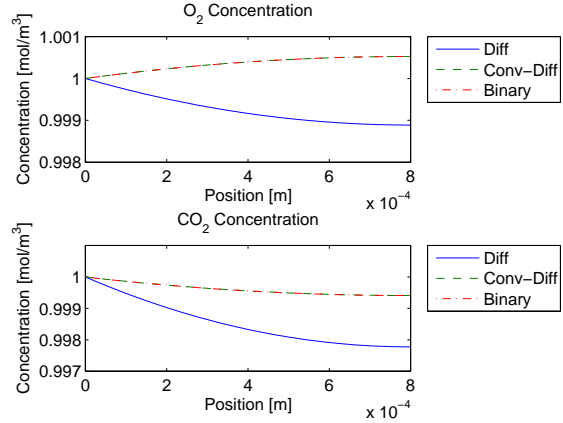 O₂ Concentration
Concentration [mol/m³]
1.001
1
0.999
0.998
0
2
4
6
8
x 10⁻⁴
Position [m]
Diff
Conv−Diff
Binary
CO₂ Concentration
Concentration [mol/m³]
1
0.999
0.998
0.997
0
2
4
6
8
x 10⁻⁴
Position [m]
Diff
Conv−Diff
Binary